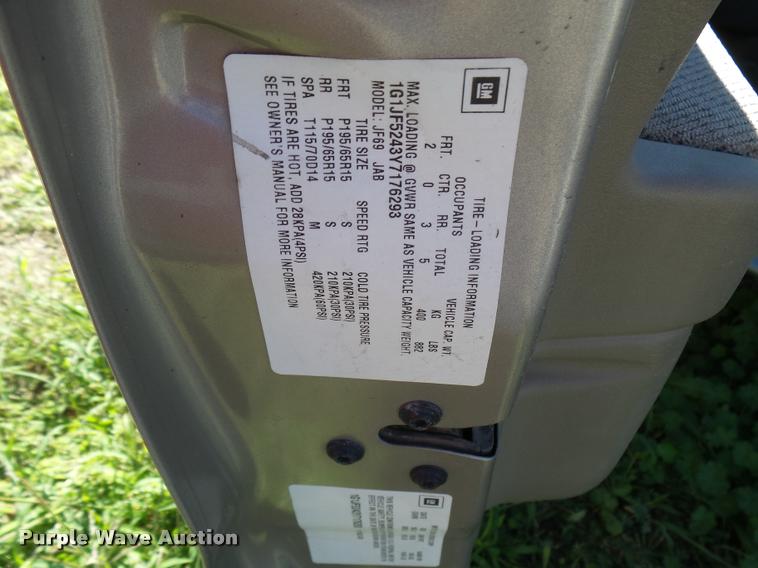 GM
TIRE-LOADING INFORMATION
OCCUPANTS VEHICLE CAP. WT.
FRT. CTR. RR. TOTAL KG LBS
2 0 3 5 400 882
MAX. LOADING @ GVWR SAME AS VEHICLE CAPACITY WEIGHT.
1G1JF5243Y7176293
MODEL: JF69 JAB
TIRE SIZE SPEED RTG COLD TIRE PRESSURE
FRT P195/65R15 S 210KPA(30PSI)
RR P195/65R15 S 210KPA(30PSI)
SPA T115/70D14 M 420KPA(60PSI)
IF TIRES ARE HOT, ADD 28KPA(4PSI)
SEE OWNER'S MANUAL FOR MORE INFORMATION
GM
Purple Wave Auction